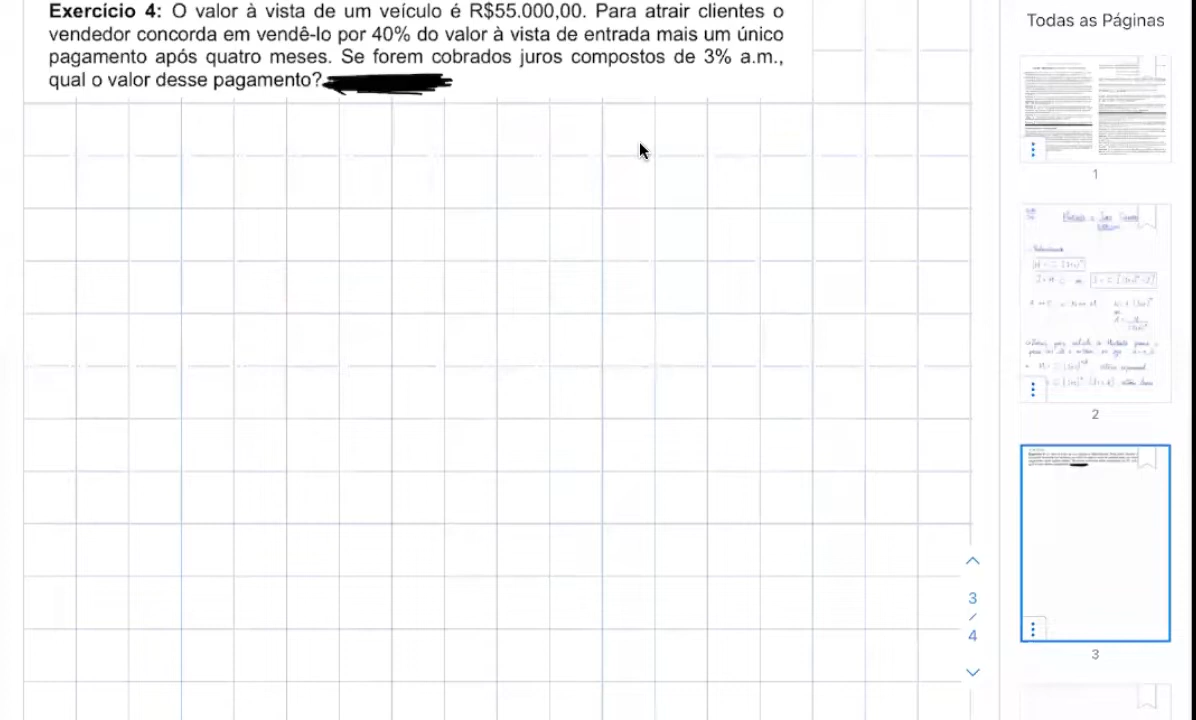 Exercício 4: O valor à vista de um veículo é R$55.000,00. Para atrair clientes o
vendedor concorda em vendê-lo por 40% do valor à vista de entrada mais um único
pagamento após quatro meses. Se forem cobrados juros compostos de 3% a.m.,
qual o valor desse pagamento?
Todas as Páginas
1
2
3
/
4
3